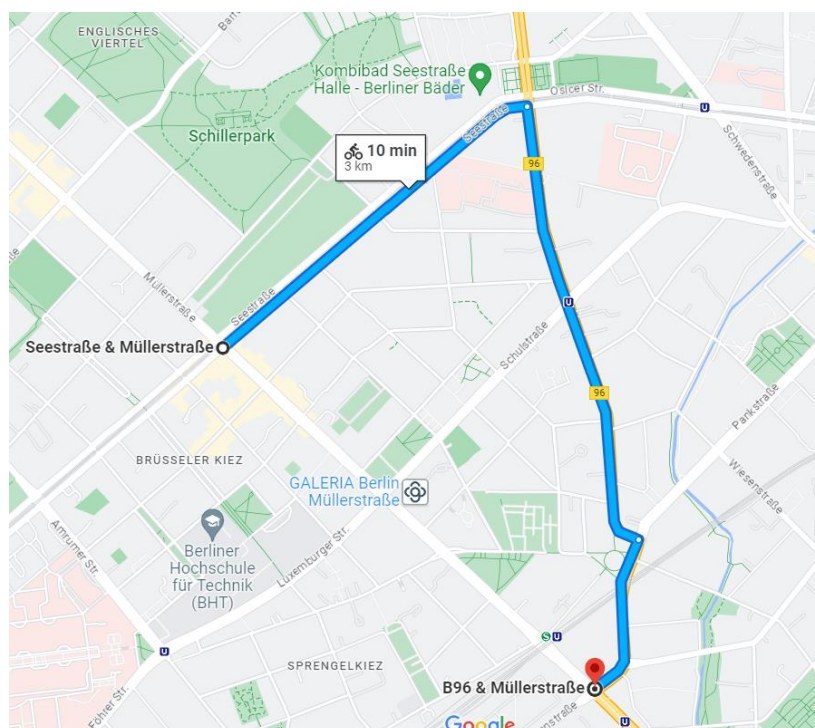 ENGLISCHES
VIERTEL
Kombibad Seestraße
Halle - Berliner Bäder
Osloer Str.
U
Schillerpark
Seestraße
10 min
3 km
96
Schwedenstraße
Müllerstraße
Seestraße
U
Seestraße & Müllerstraße
Schulstraße
96
Parkstraße
BRÜSSELER KIEZ
Wiesenstraße
GALERIA Berlin
Müllerstraße
Amrumer Str
Berliner
Hochschule
für Technik
(BHT)
Luxemburger Str.
S U
U
SPRENGELKIEZ
B96 & Müllerstraße
Föhrer Str.
Google
U